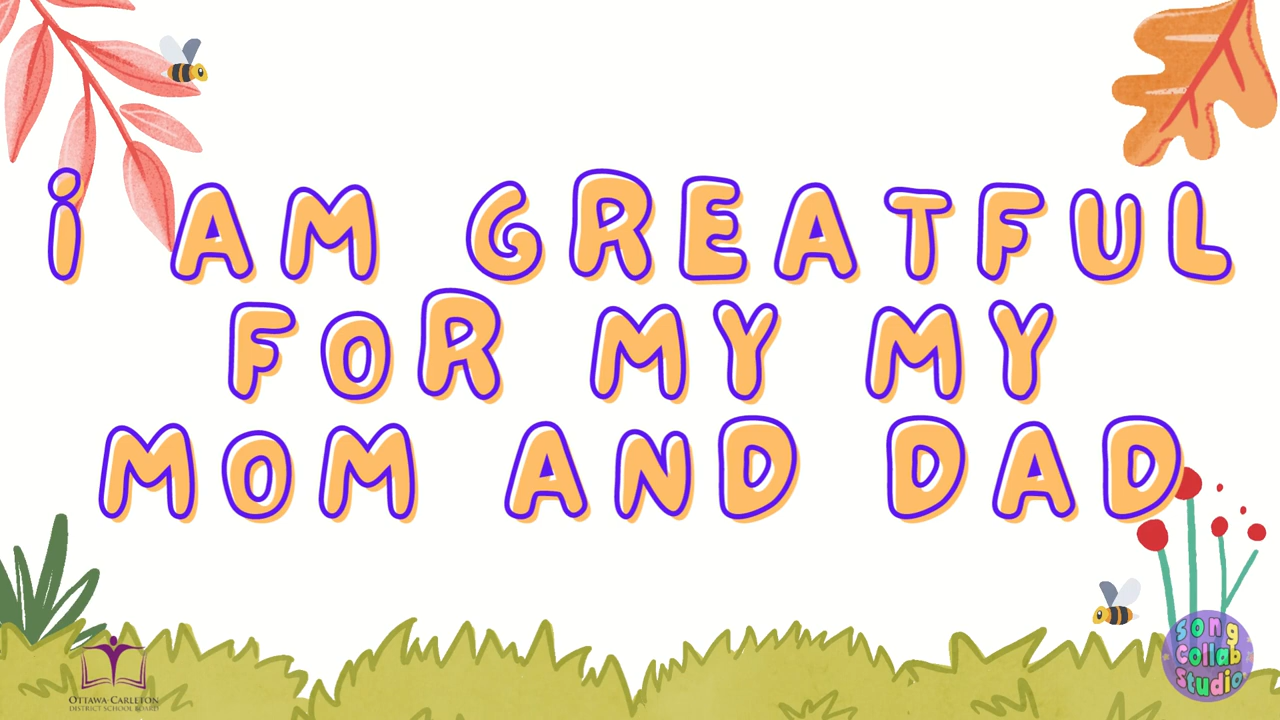 i AM GREATFUL
FOR MY MY
MOM AND DAD
OTTAWA-CARLETON
DISTRICT SCHOOL BOARD
song
collab
studio